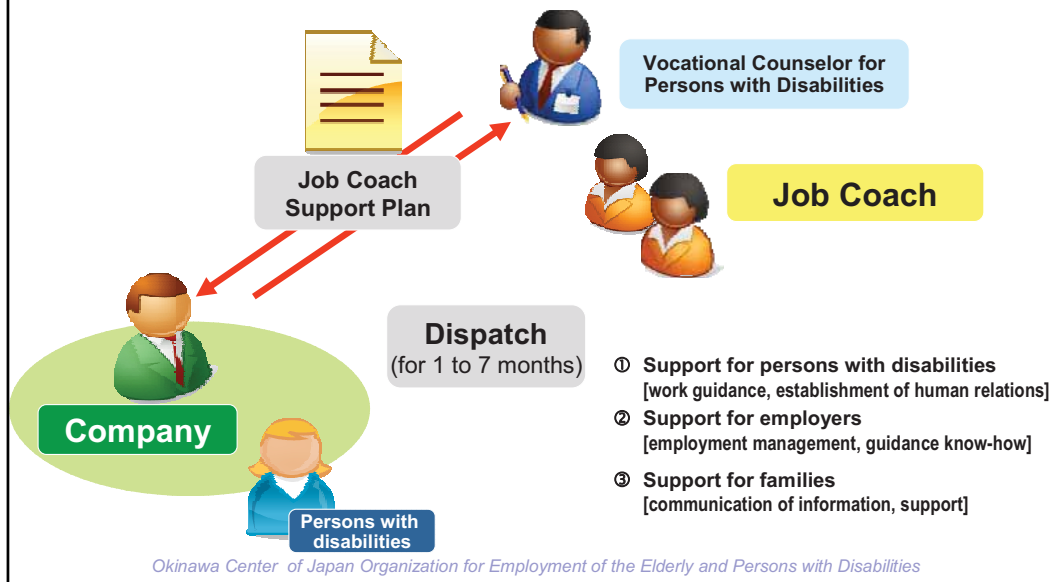 Vocational Counselor for
Persons with Disabilities
Job Coach
Support Plan
Job Coach
Dispatch
(for 1 to 7 months)
① Support for persons with disabilities
[work guidance, establishment of human relations]
② Support for employers
[employment management, guidance know-how]
③ Support for families
[communication of information, support]
Company
Persons with
disabilities
Okinawa Center of Japan Organization for Employment of the Elderly and Persons with Disabilities